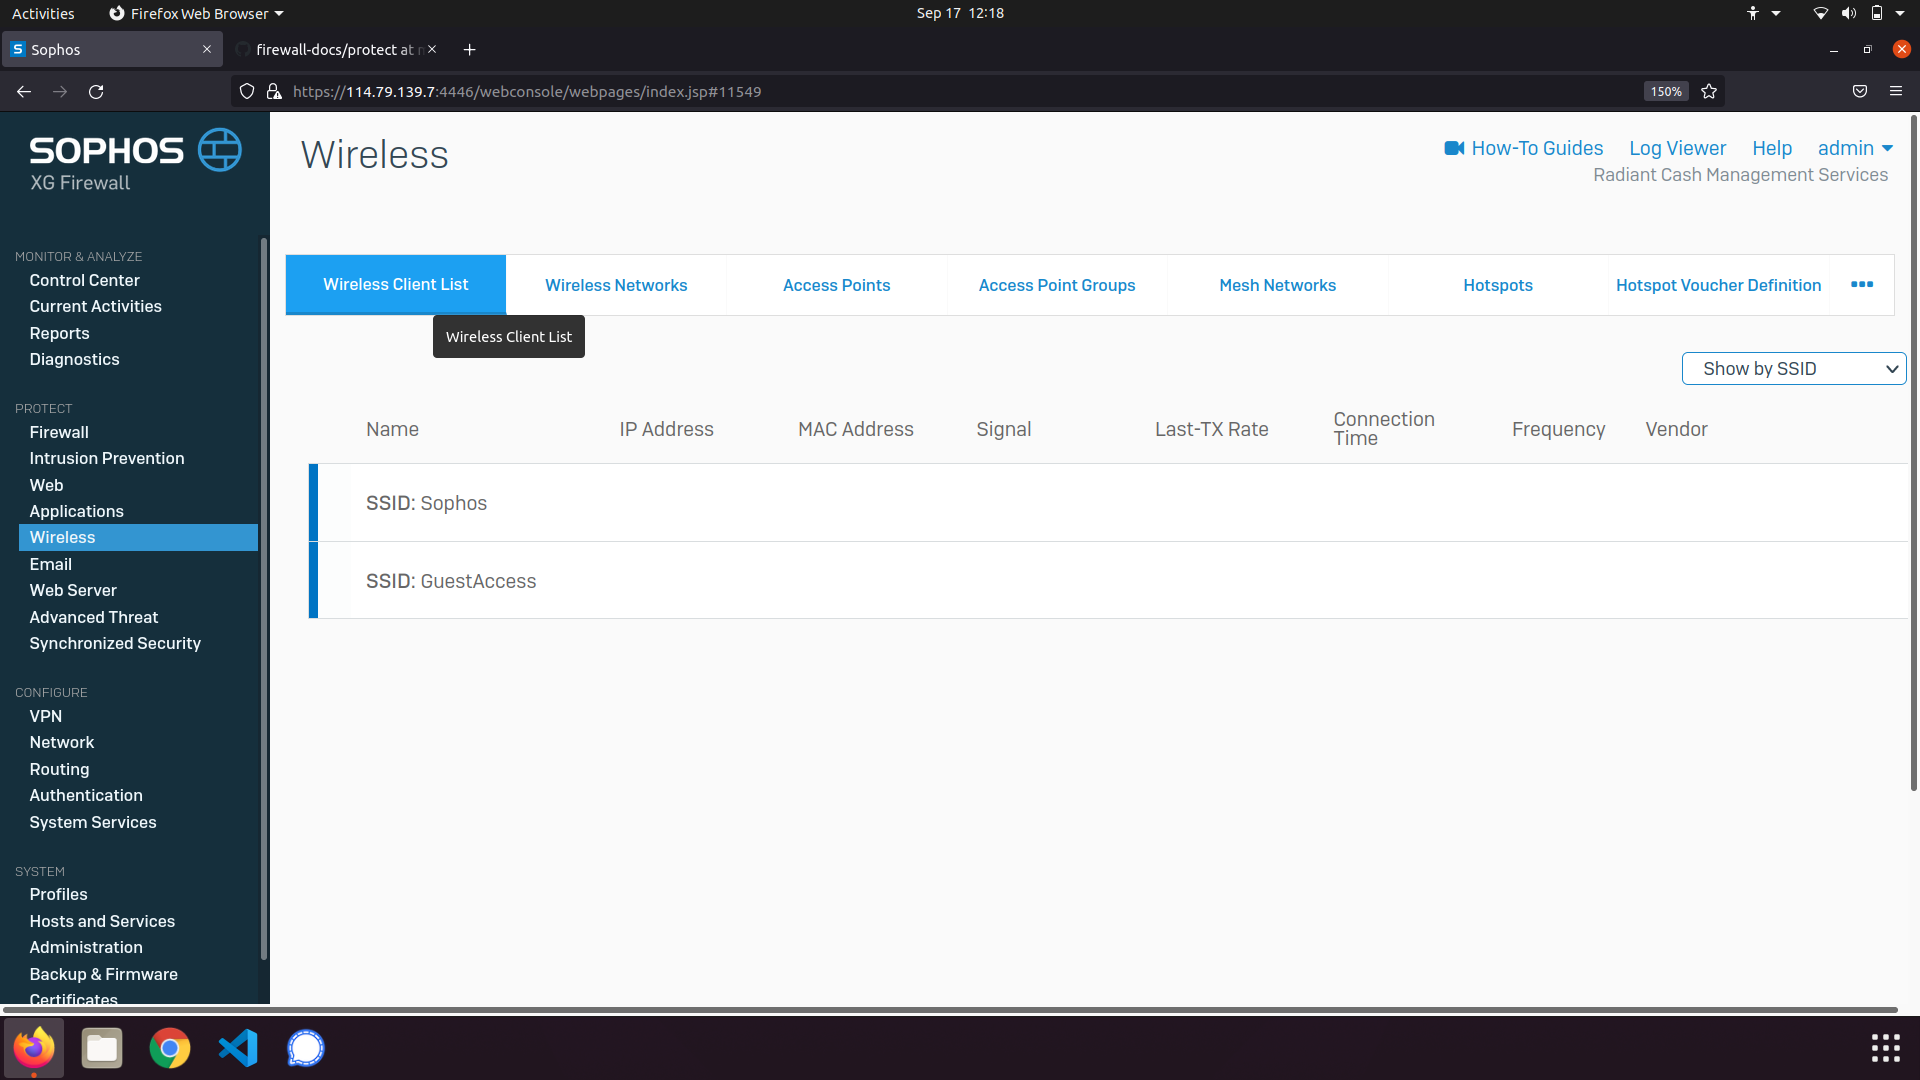 Activities
Firefox Web Browser
Sep 17 12:18
Sophos
firewall-docs/protect at
https://114.79.139.7:4446/webconsole/webpages/index.jsp#11549
150%
SOPHOS
XG Firewall
Wireless
How-To Guides
Log Viewer
Help
admin
Radiant Cash Management Services
MONITOR & ANALYZE
Control Center
Current Activities
Reports
Diagnostics
PROTECT
Firewall
Intrusion Prevention
Web
Applications
Wireless
Email
Web Server
Advanced Threat
Synchronized Security
CONFIGURE
VPN
Network
Routing
Authentication
System Services
SYSTEM
Profiles
Hosts and Services
Administration
Backup & Firmware
Certificates
Wireless Client List
Wireless Networks
Access Points
Access Point Groups
Mesh Networks
Hotspots
Hotspot Voucher Definition
Wireless Client List
Show by SSID
Name
IP Address
MAC Address
Signal
Last-TX Rate
Connection
Time
Frequency
Vendor
SSID: Sophos
SSID: GuestAccess